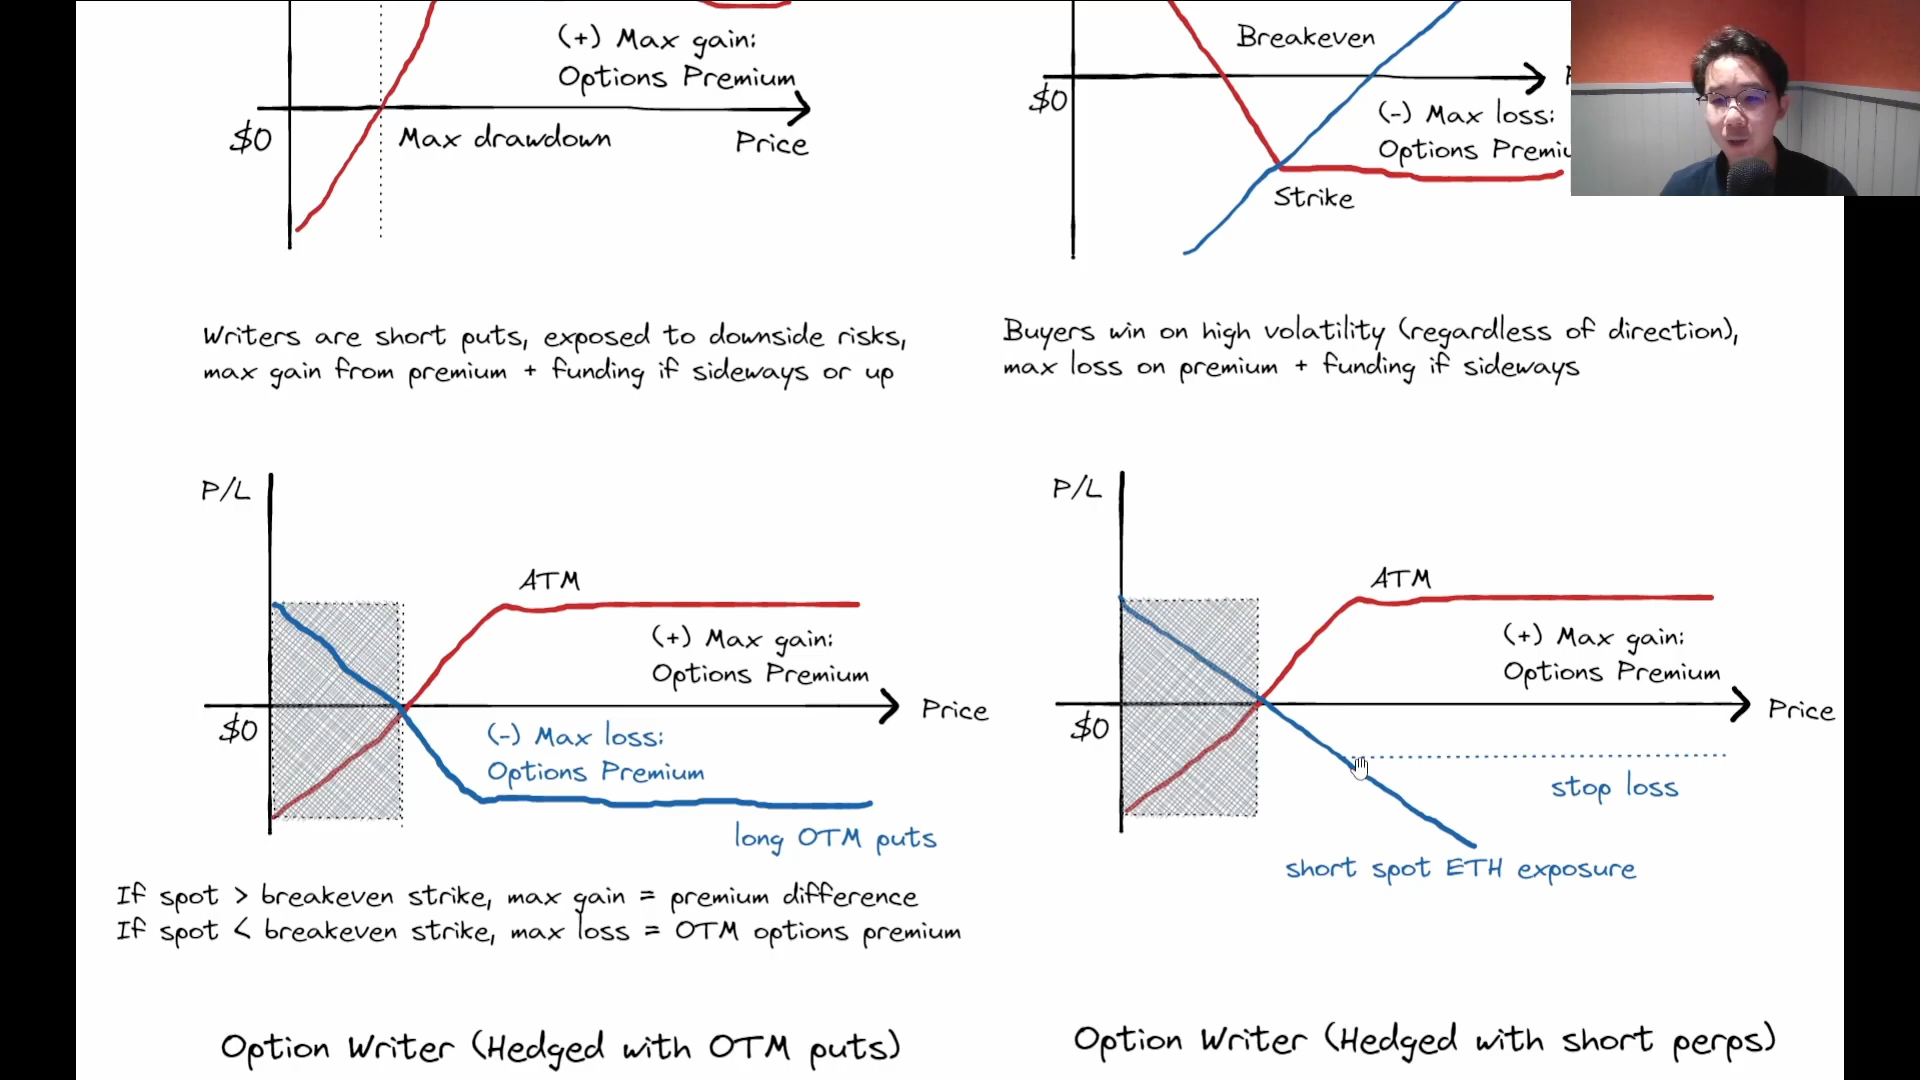 (+) Max gain:
Options Premium
$0
Max drawdown
Price
Breakeven
$0
(-) Max loss:
Options Premiu
Strike
Writers are short puts, exposed to downside risks,
max gain from premium + funding if sideways or up
Buyers win on high volatility (regardless of direction),
max loss on premium + funding if sideways
P/L
ATM
(+) Max gain:
Options Premium
$0
Price
(-) Max loss:
Options Premium
long OTM puts
If spot > breakeven strike, max gain = premium difference
If spot < breakeven strike, max loss = OTM options premium
Option Writer (Hedged with OTM puts)
P/L
ATM
(+) Max gain:
Options Premium
$0
Price
stop loss
short spot ETH exposure
Option Writer (Hedged with short perps)